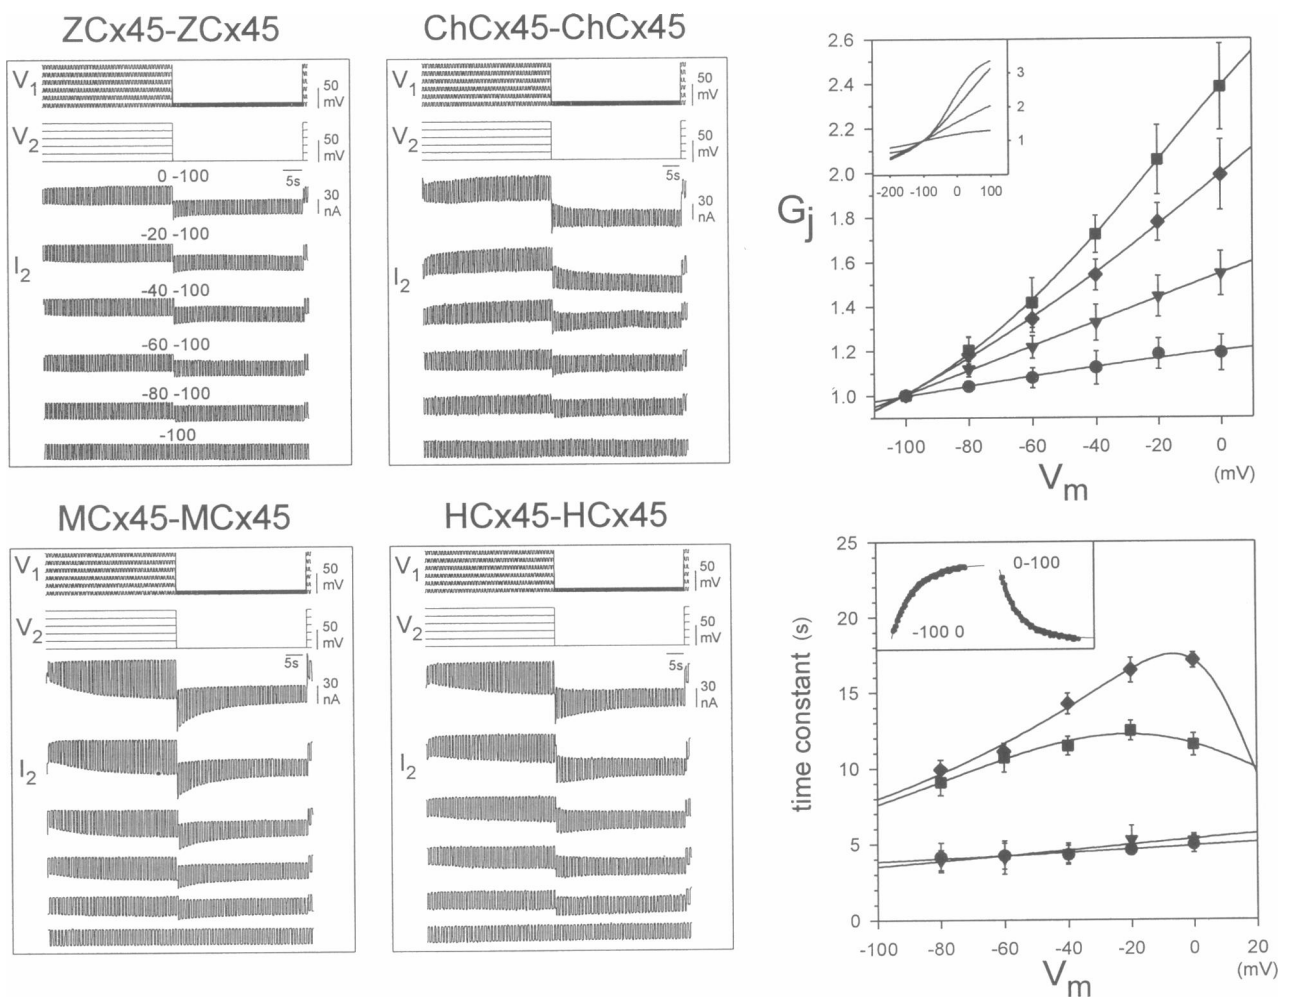 ZCx45-ZCx45
V1
50
mV
V2
50
mV
0 -100
5s
30
nA
-20 -100
I2
-40 -100
-60 -100
-80 -100
-100
ChCx45-ChCx45
V1
50
mV
V2
50
mV
5s
30
nA
I2
MCx45-MCx45
V1
50
mV
V2
50
mV
5s
30
nA
I2
HCx45-HCx45
V1
50
mV
V2
50
mV
5s
30
nA
I2
2.6
2.4
2.2
2.0
1.8
1.6
1.4
1.2
1.0
Gj
3
2
1
-200 -100 0 100
-100 -80 -60 -40 -20 0
(mV)
Vm
25
20
15
10
5
0
time constant (s)
0-100
-100 0
-100 -80 -60 -40 -20 0 20
(mV)
Vm